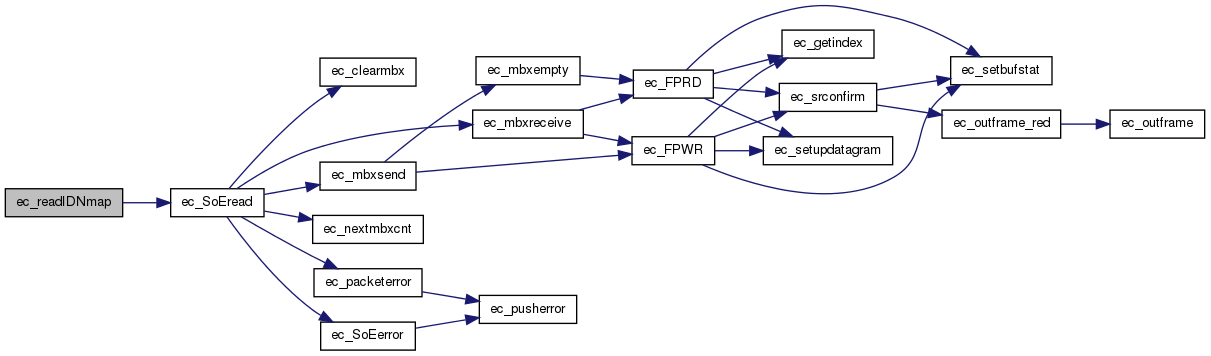 ec_readIDNmap
ec_SoEread
ec_clearmbx
ec_mbxreceive
ec_mbxsend
ec_nextmbxcnt
ec_packeterror
ec_SoEerror
ec_mbxempty
ec_pusherror
ec_FPRD
ec_FPWR
ec_getindex
ec_srconfirm
ec_setupdatagram
ec_setbufstat
ec_outframe_red
ec_outframe